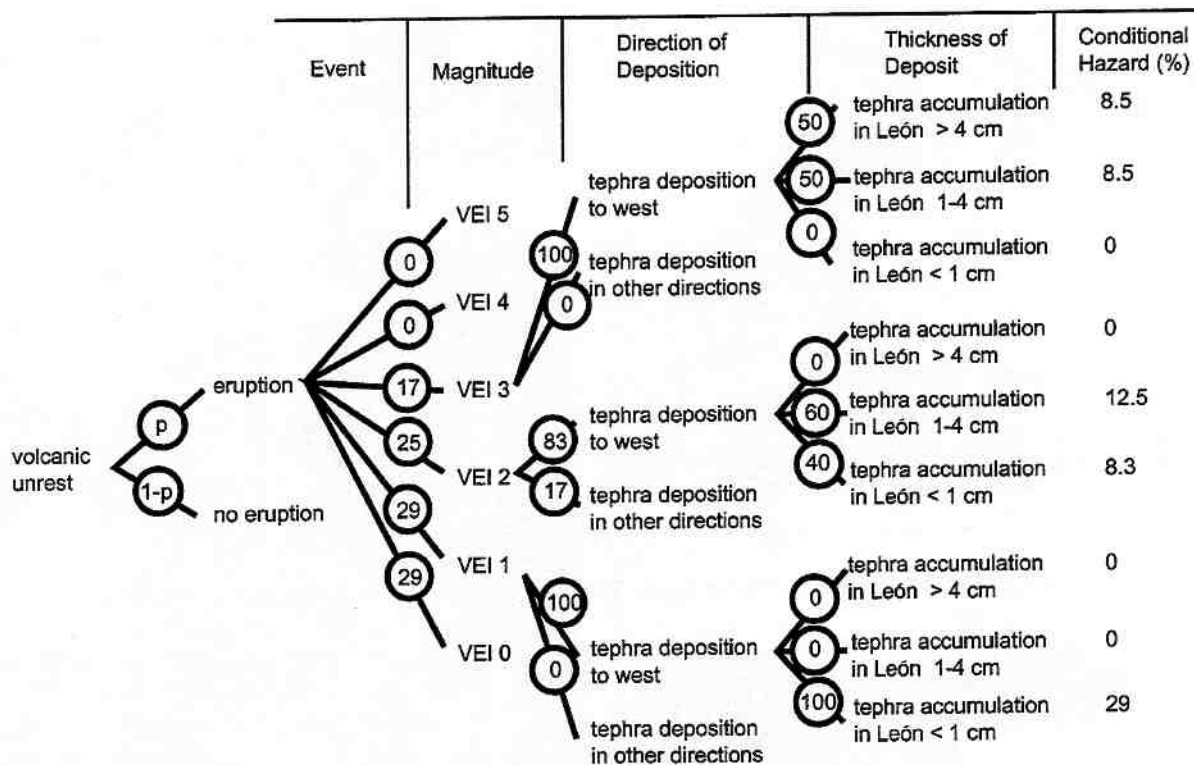 Event
Magnitude
Direction of
Deposition
Thickness of
Deposit
Conditional
Hazard (%)
volcanic
unrest
p
1-p
eruption
no eruption
0
0
17
25
29
29
VEI 5
VEI 4
VEI 3
VEI 2
VEI 1
VEI 0
100
0
83
17
100
0
tephra deposition
to west
tephra deposition
in other directions
tephra deposition
to west
tephra deposition
in other directions
tephra deposition
to west
tephra deposition
in other directions
50
50
0
0
60
40
0
0
100
tephra accumulation
in León > 4 cm
8.5
tephra accumulation
in León 1-4 cm
8.5
tephra accumulation
in León < 1 cm
0
tephra accumulation
in León > 4 cm
0
tephra accumulation
in León 1-4 cm
12.5
tephra accumulation
in León < 1 cm
8.3
tephra accumulation
in León > 4 cm
0
tephra accumulation
in León 1-4 cm
0
tephra accumulation
in León < 1 cm
29